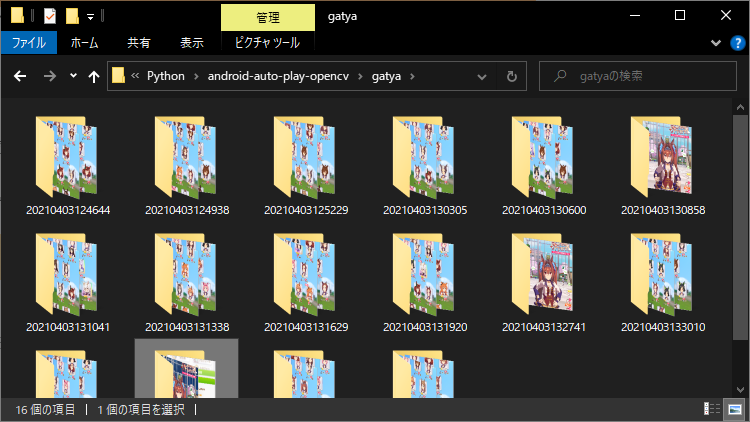 管理
gatya
ファイル ホーム 共有 表示 ピクチャ ツール
Python android-auto-play-opencv gatya
gatyaの検索
20210403124644 20210403124938 20210403125229 20210403130305 20210403130600 20210403130858
20210403131041 20210403131338 20210403131629 20210403131920 20210403132741 20210403133010
16 個の項目 1 個の項目を選択